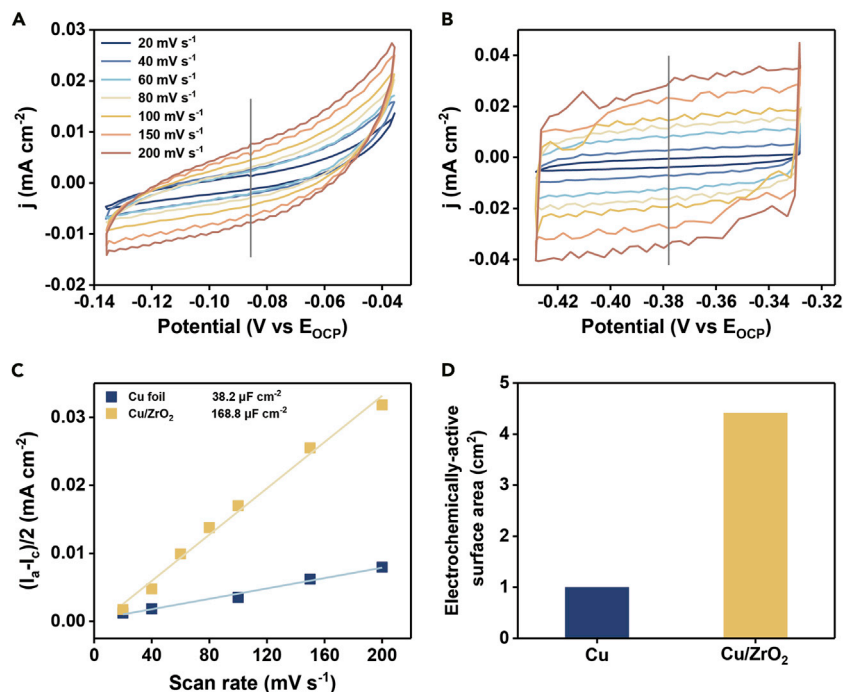 A
0.03
0.02
0.01
0.00
-0.01
0.02
j (mA cm⁻²)
20 mV s⁻¹
40 mV s⁻¹
60 mV s⁻¹
80 mV s⁻¹
100 mV s⁻¹
150 mV s⁻¹
200 mV s⁻¹
-0.14 -0.12 -0.10 -0.08 -0.06 -0.04
Potential (V vs E_OCP)
B
0.04
0.02
0.00
-0.02
-0.04
j (mA cm⁻²)
-0.42 -0.40 -0.38 -0.36 -0.34 -0.32
Potential (V vs E_OCP)
C
0.03
0.02
0.01
0.00
(Iₐ-I_c)/2 (mA cm⁻²)
Cu foil 38.2 µF cm⁻²
Cu/ZrO₂ 168.8 µF cm⁻²
0 40 80 120 160 200
Scan rate (mV s⁻¹)
D
5
4
3
2
1
0
Electrochemically-active
surface area (cm²)
Cu Cu/ZrO₂